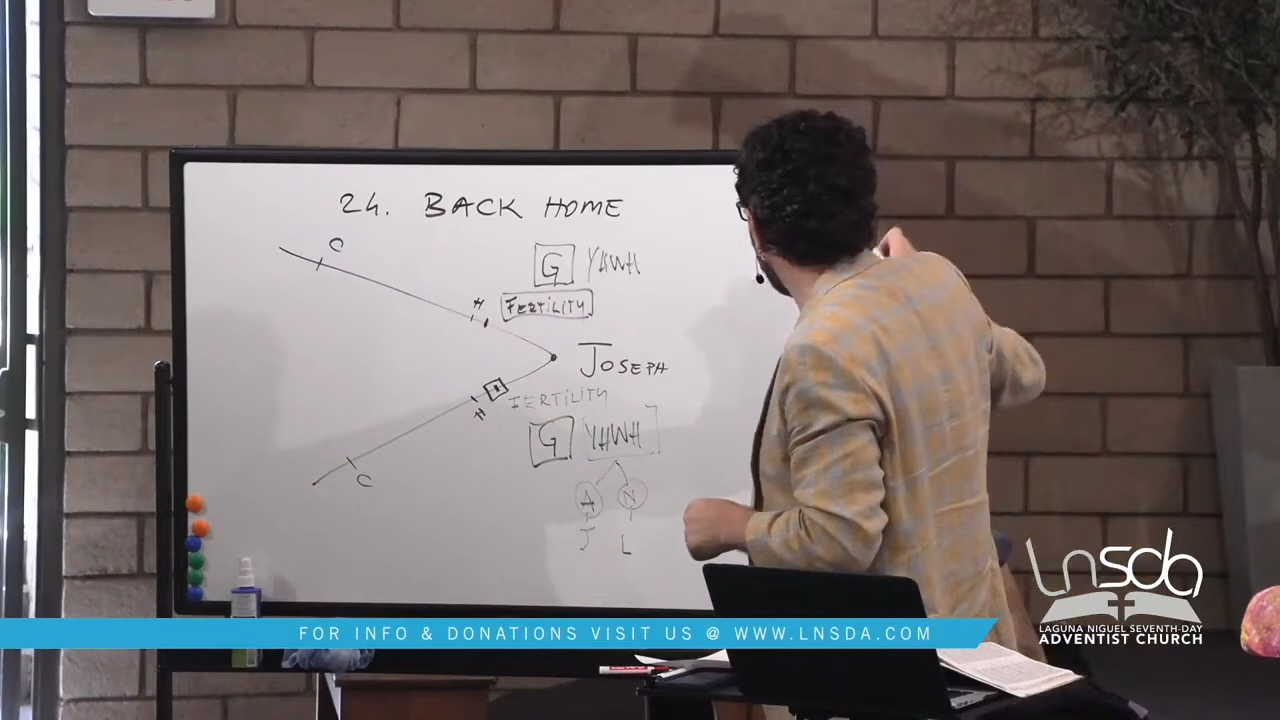 24. BACK HOME
C
G YHWH
H FERTILITY
JOSEPH
H FERTILITY
G YHWH
C
A N
J L
LNSDA
LAGUNA NIGUEL SEVENTH-DAY
ADVENTIST CHURCH
FOR INFO & DONATIONS VISIT US @ WWW.LNSDA.COM